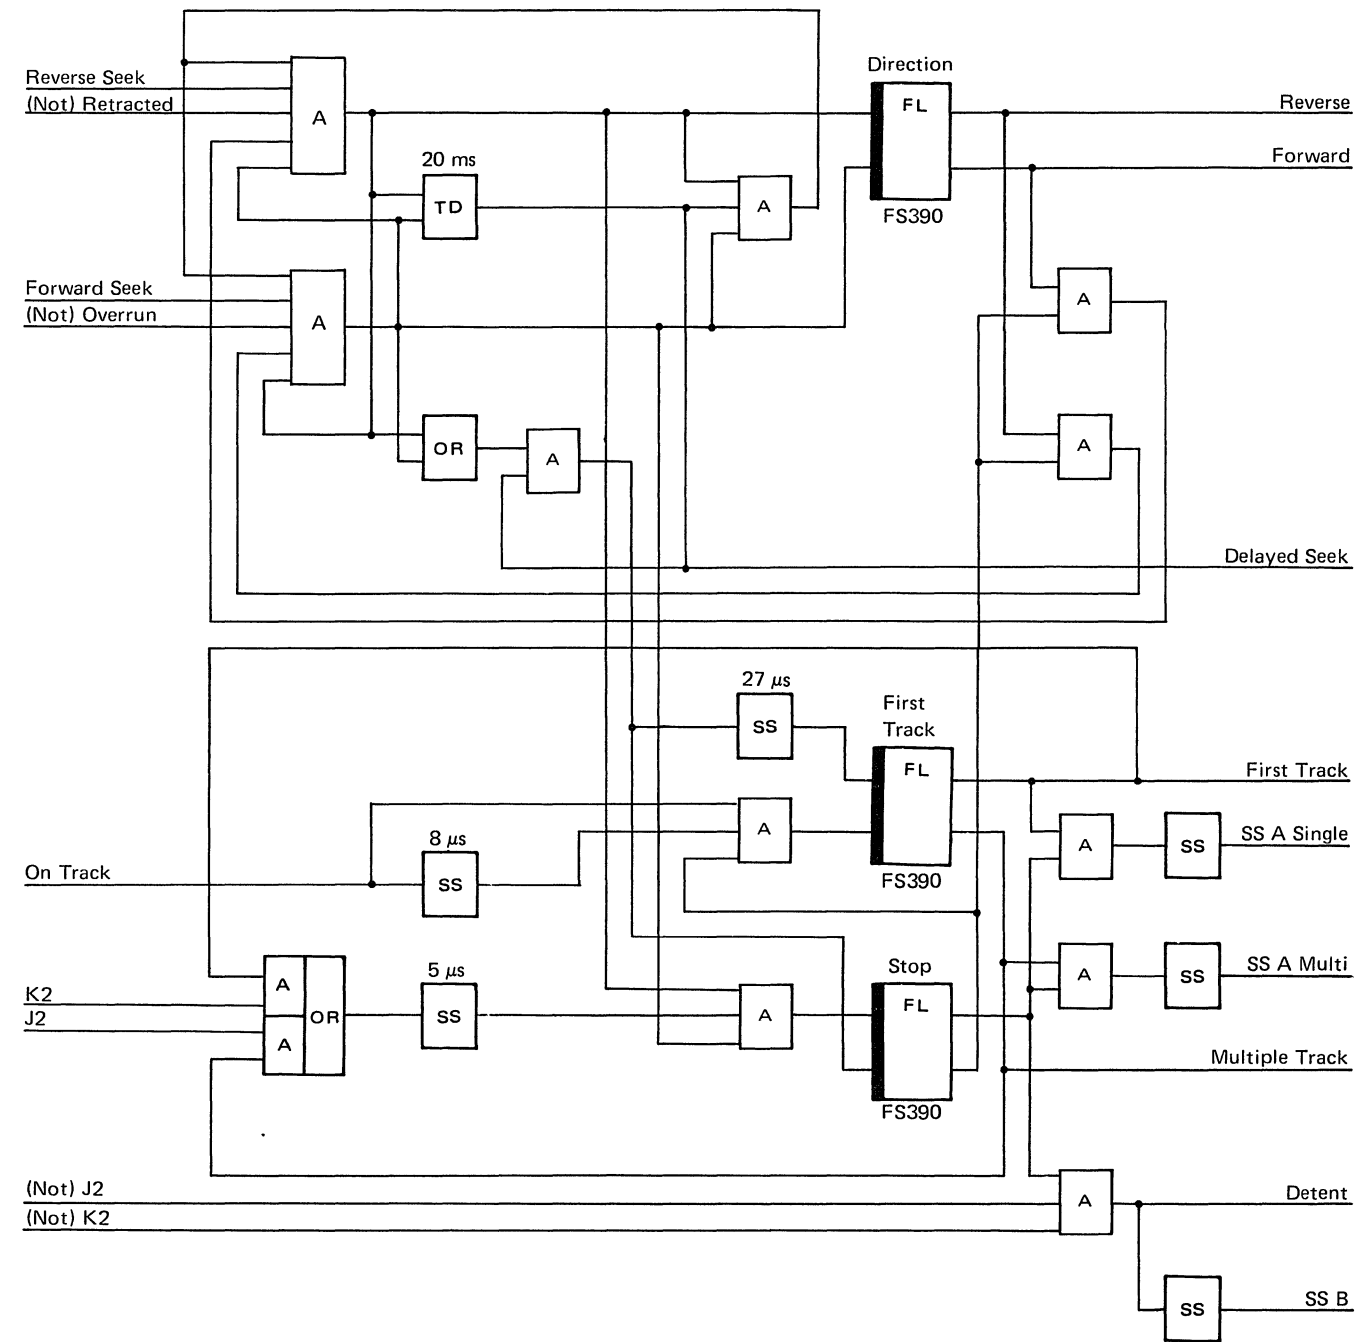 Direction
Reverse Seek
(Not) Retracted
A
FL
Reverse
20 ms
Forward
TD
A
FS390
Forward Seek
(Not) Overrun
A
A
OR
A
A
Delayed Seek
27 μs
First
Track
SS
FL
First Track
8 μs
A
A
SS
SS A Single
On Track
SS
FS390
5 μs
Stop
A
SS
SS A Multi
K2
A
J2
OR
SS
A
FL
A
Multiple Track
FS390
(Not) J2
Detent
(Not) K2
A
SS
SS B